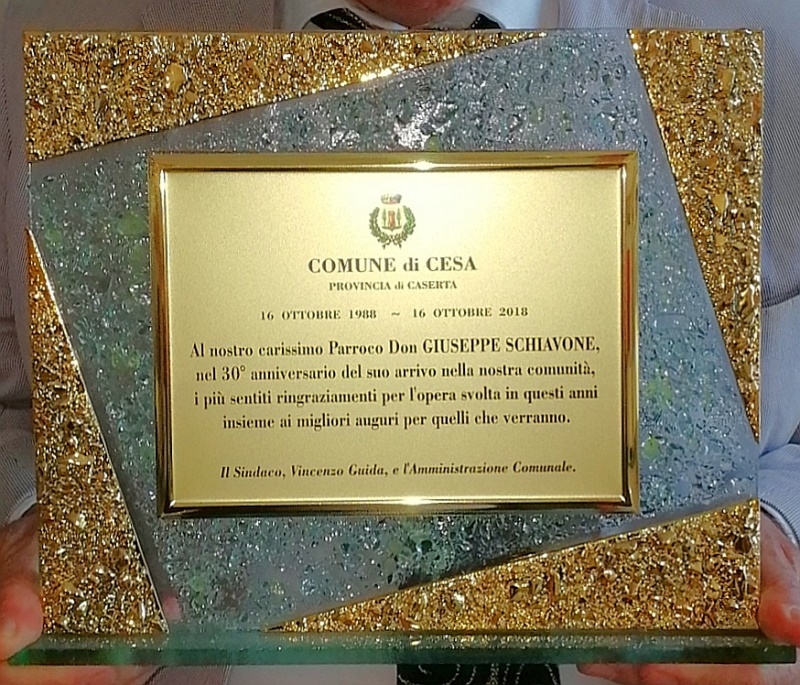 COMUNE di CESA
PROVINCIA di CASERTA
16 OTTOBRE 1988 ~ 16 OTTOBRE 2018
Al nostro carissimo Parroco Don GIUSEPPE SCHIAVONE,
nel 30° anniversario del suo arrivo nella nostra comunità,
i più sentiti ringraziamenti per l'opera svolta in questi anni
insieme ai migliori auguri per quelli che verranno.
Il Sindaco, Vincenzo Guida, e l'Amministrazione Comunale.